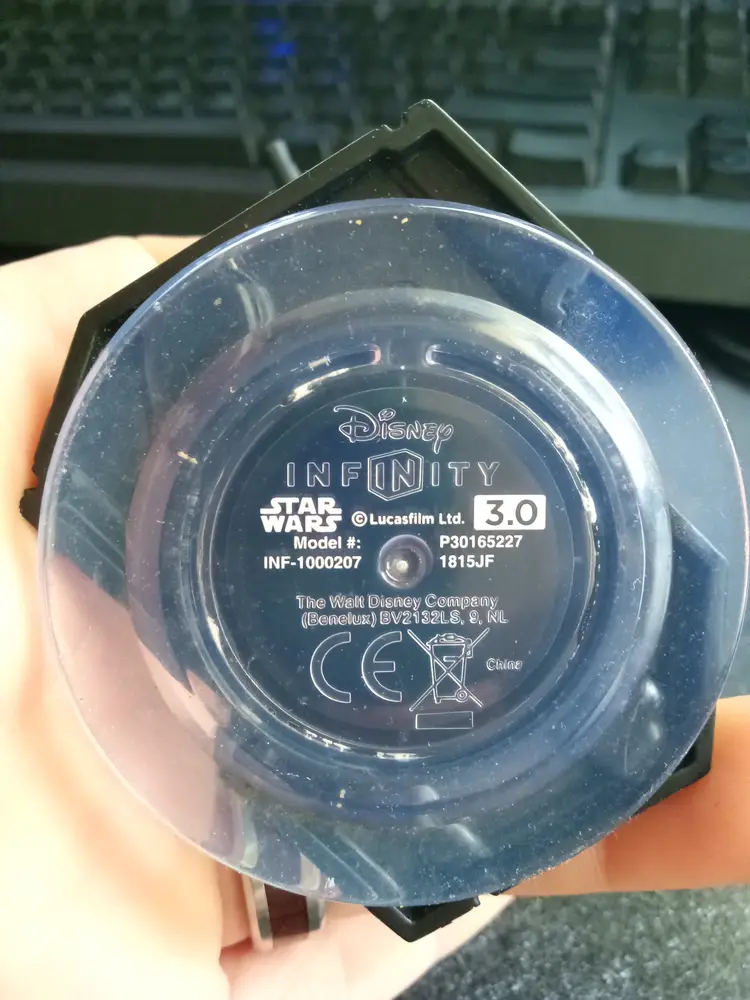 Disney
INFINITY
STAR WARS © Lucasfilm Ltd. 3.0
Model #: P30165227
INF-1000207 1815JF
The Walt Disney Company
(Benelux) BV2132LS, 9, NL
CE China